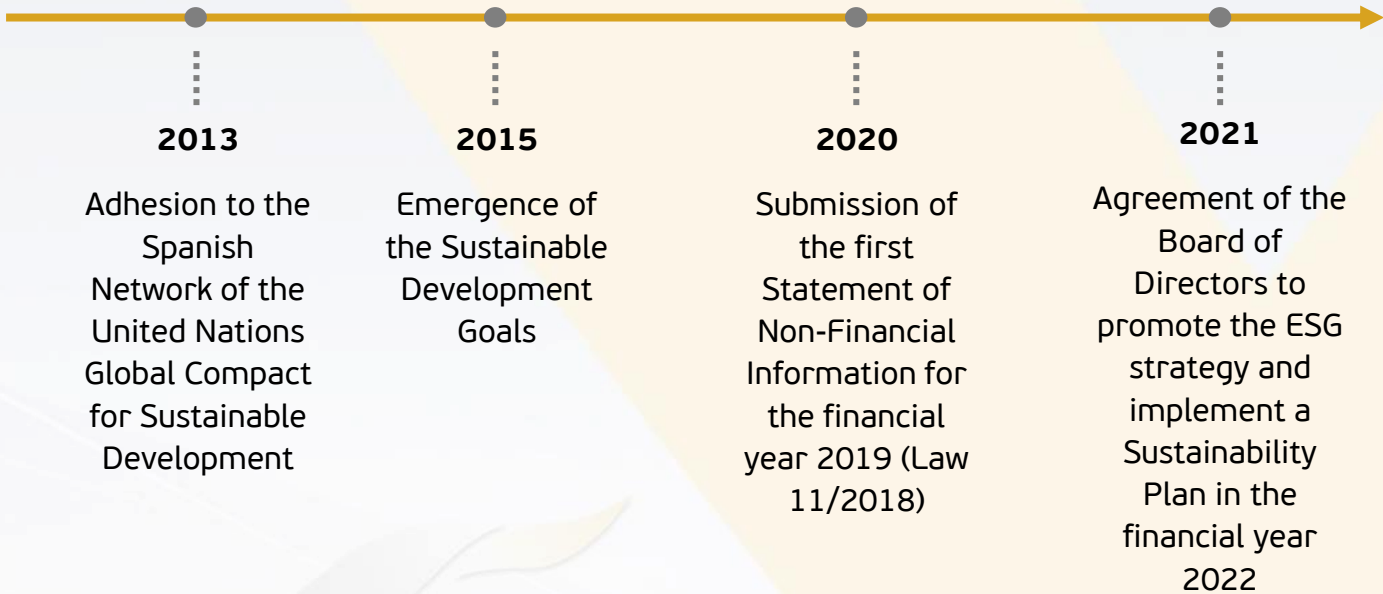 2013
Adhesion to the
Spanish
Network of the
United Nations
Global Compact
for Sustainable
Development
2015
Emergence of
the Sustainable
Development
Goals
2020
Submission of
the first
Statement of
Non-Financial
Information for
the financial
year 2019 (Law
11/2018)
2021
Agreement of the
Board of
Directors to
promote the ESG
strategy and
implement a
Sustainability
Plan in the
financial year
2022